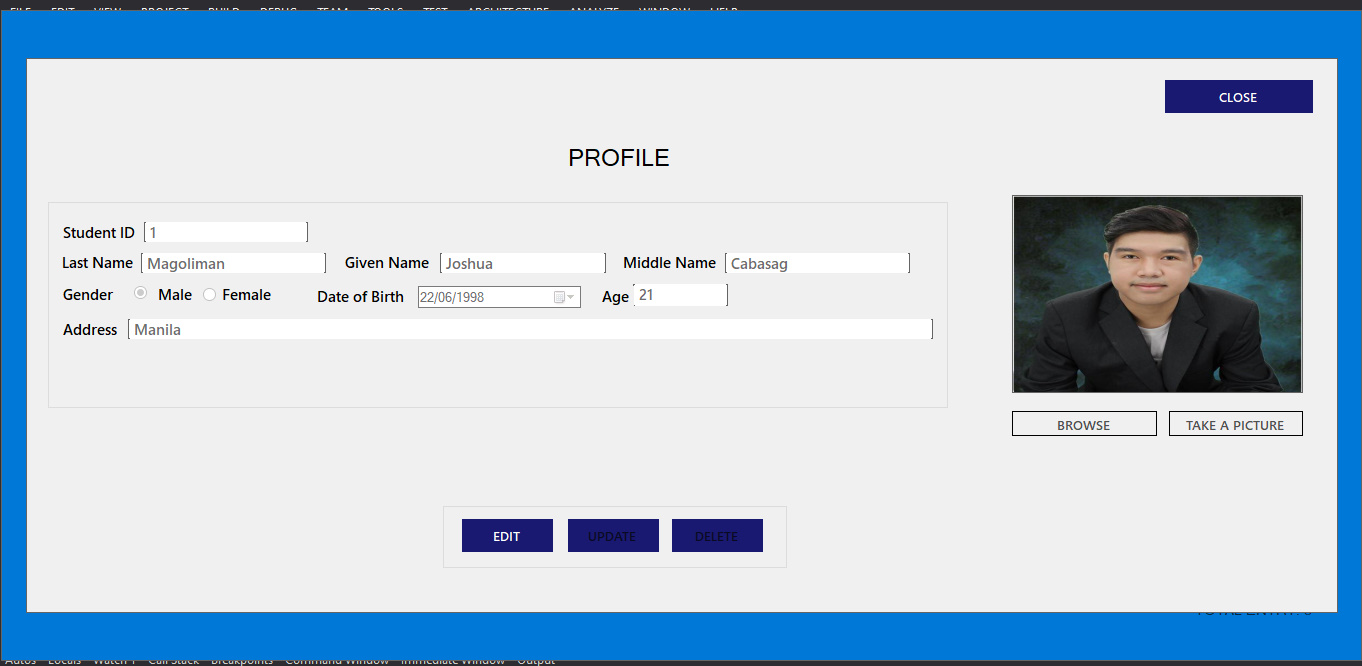 FILE EDIT VIEW PROJECT BUILD DEBUG TEAM TOOLS TEST ARCHITECTURE ANALYZE WINDOW HELP
CLOSE
PROFILE
Student ID 1
Last Name Magoliman Given Name Joshua Middle Name Cabasag
Gender Male Female Date of Birth 22/06/1998 Age 21
Address Manila
BROWSE TAKE A PICTURE
EDIT UPDATE DELETE
Autos Locals Watch 1 Call Stack Breakpoints Command Window Immediate Window Output